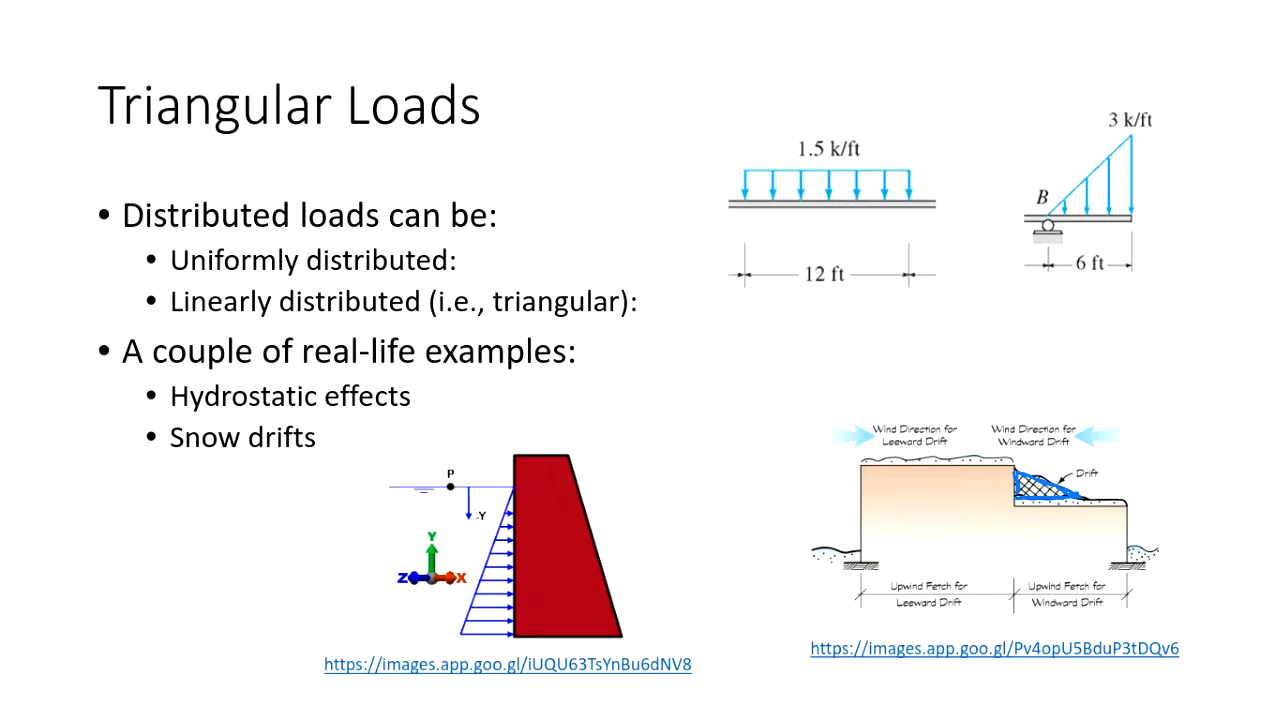 Triangular Loads
• Distributed loads can be:
• Uniformly distributed:
• Linearly distributed (i.e., triangular):
• A couple of real-life examples:
• Hydrostatic effects
• Snow drifts
1.5 k/ft
12 ft
3 k/ft
B
6 ft
P
-Y
Y
Z
X
https://images.app.goo.gl/iUQU63TsYnBu6dNV8
Wind Direction for
Leeward Drift
Wind Direction for
Windward Drift
Drift
Upwind Fetch for
Leeward Drift
Upwind Fetch for
Windward Drift
https://images.app.goo.gl/Pv4opU5BduP3tDQv6